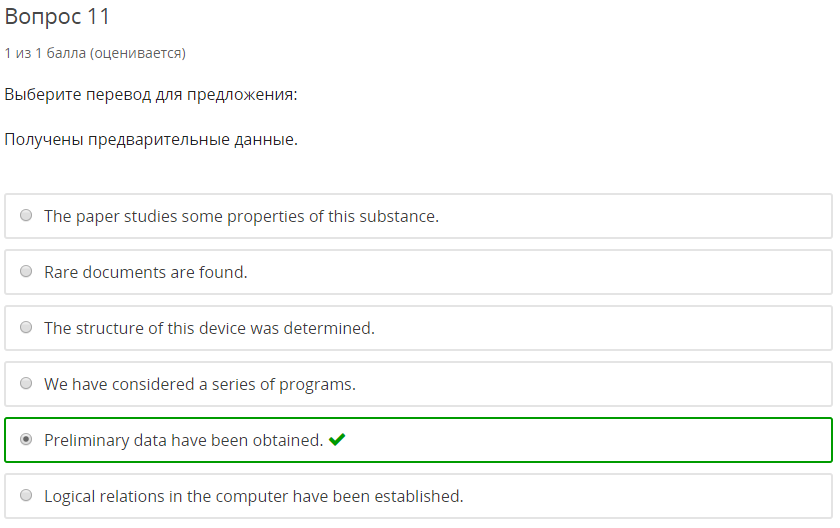 Вопрос 11
1 из 1 балла (оценивается)
Выберите перевод для предложения:
Получены предварительные данные.
The paper studies some properties of this substance.
Rare documents are found.
The structure of this device was determined.
We have considered a series of programs.
Preliminary data have been obtained.
Logical relations in the computer have been established.